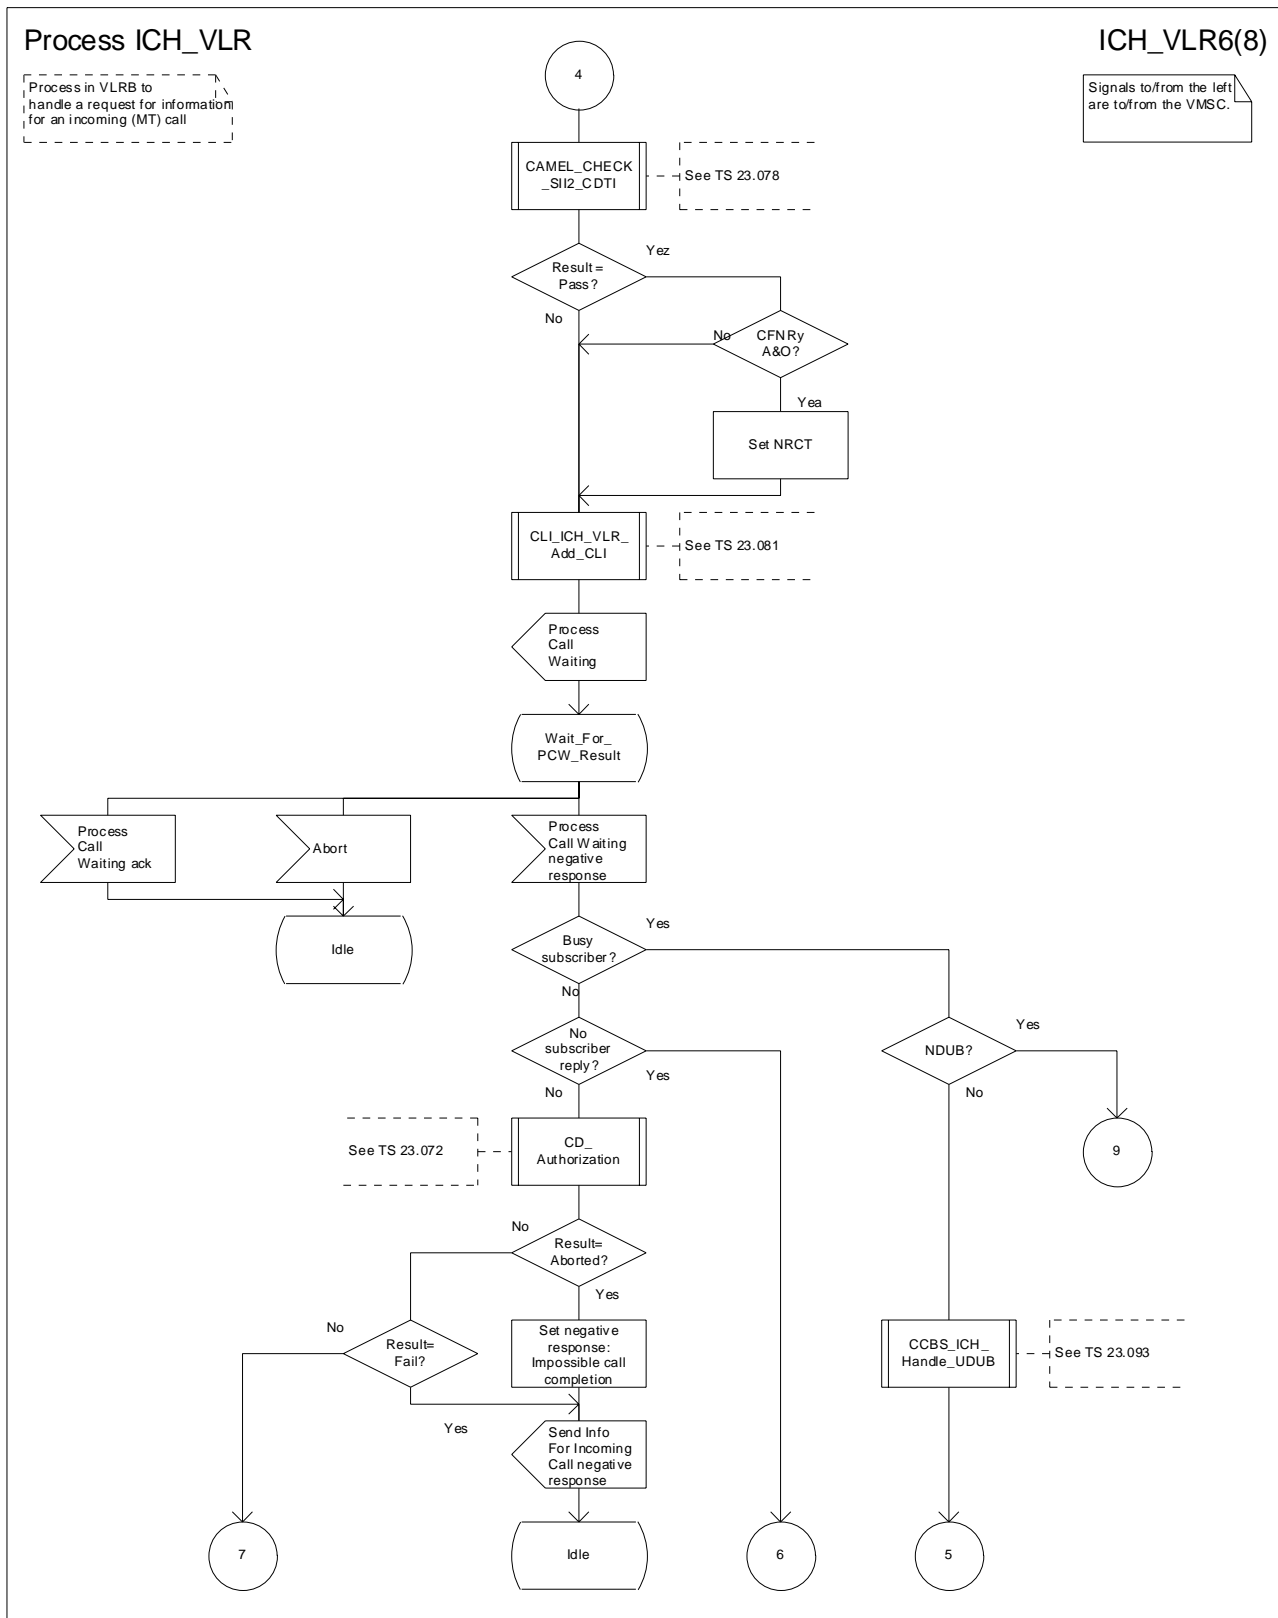 Process ICH_VLR
ICH_VLR6(8)
Process in VLRB to
handle a request for information
for an incoming (MT) call
4
Signals to/from the left
are to/from the VMSC.
CAMEL_CHECK
_SII2_CDTI
See TS 23.078
Yez
Result =
Pass?
No
No
CFNRy
A&O?
Yea
Set NRCT
CLI_ICH_VLR_
Add_CLI
See TS 23.081
Process
Call
Waiting
Wait_For_
PCW_Result
Process
Call
Waiting ack
Abort
Process
Call Waiting
negative
response
Idle
Busy
subscriber?
Yes
No
No
subscriber
reply?
Yes
No
NDUB?
Yes
No
See TS 23.072
CD_
Authorization
9
No
Result=
Aborted?
Yes
No
Result=
Fail?
Yes
Set negative
response:
Impossible call
completion
CCBS_ICH_
Handle_UDUB
See TS 23.093
Send Info
For Incoming
Call negative
response
7
Idle
6
5